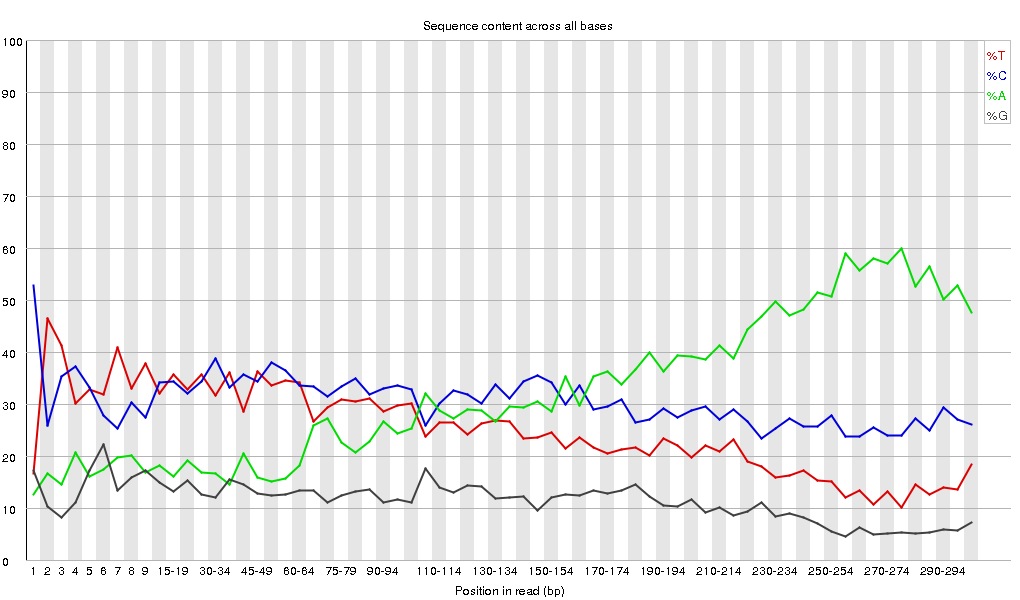 Sequence content across all bases
100
90
80
70
60
50
40
30
20
10
0
%T
%C
%A
%G
1 2 3 4 5 6 7 8 9 15-19 30-34 45-49 60-64 75-79 90-94 110-114 130-134 150-154 170-174 190-194 210-214 230-234 250-254 270-274 290-294
Position in read (bp)